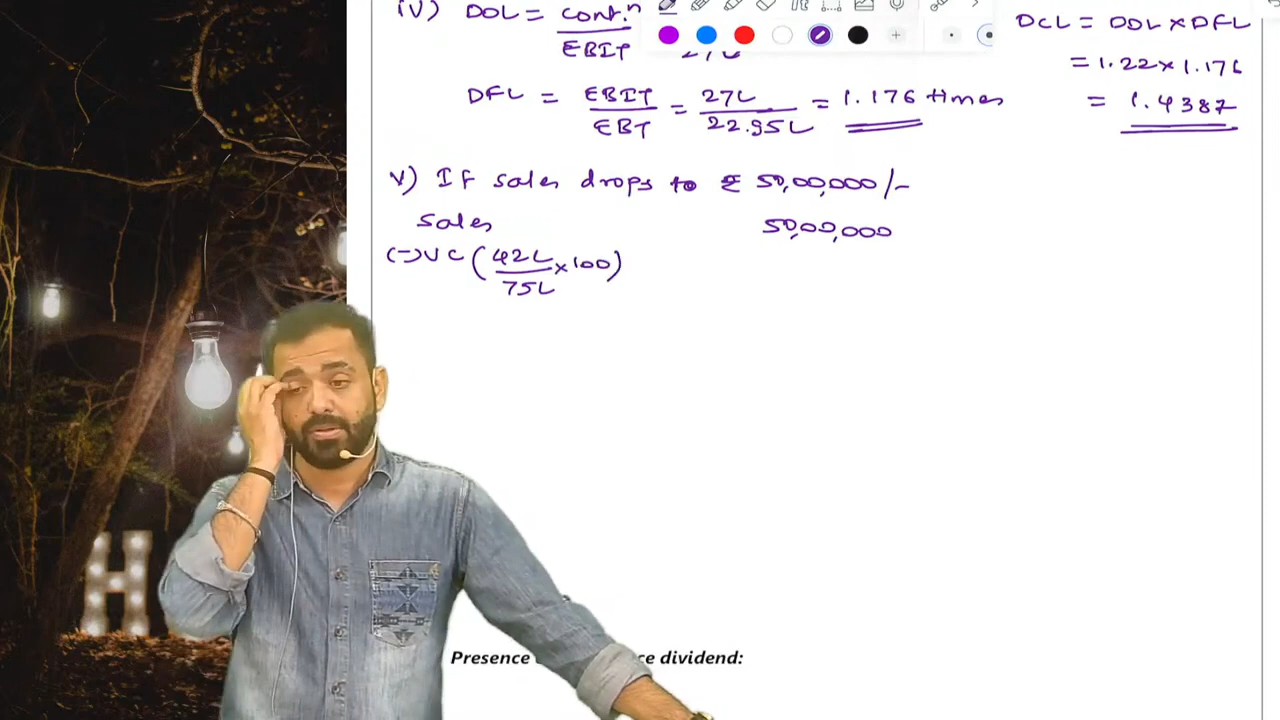 iv) DOL = Cont.n / EBIT
DCL = DOL × DFL
= 1.22 × 1.176
= 1.4387
DFL = EBIT / EBT = 27L / 22.95L = 1.176 times
v) If sales drops to ₹ 50,00,000/-
Sales 50,00,000
(-) VC (42L / 75L × 100)
Presence ce dividend:
H